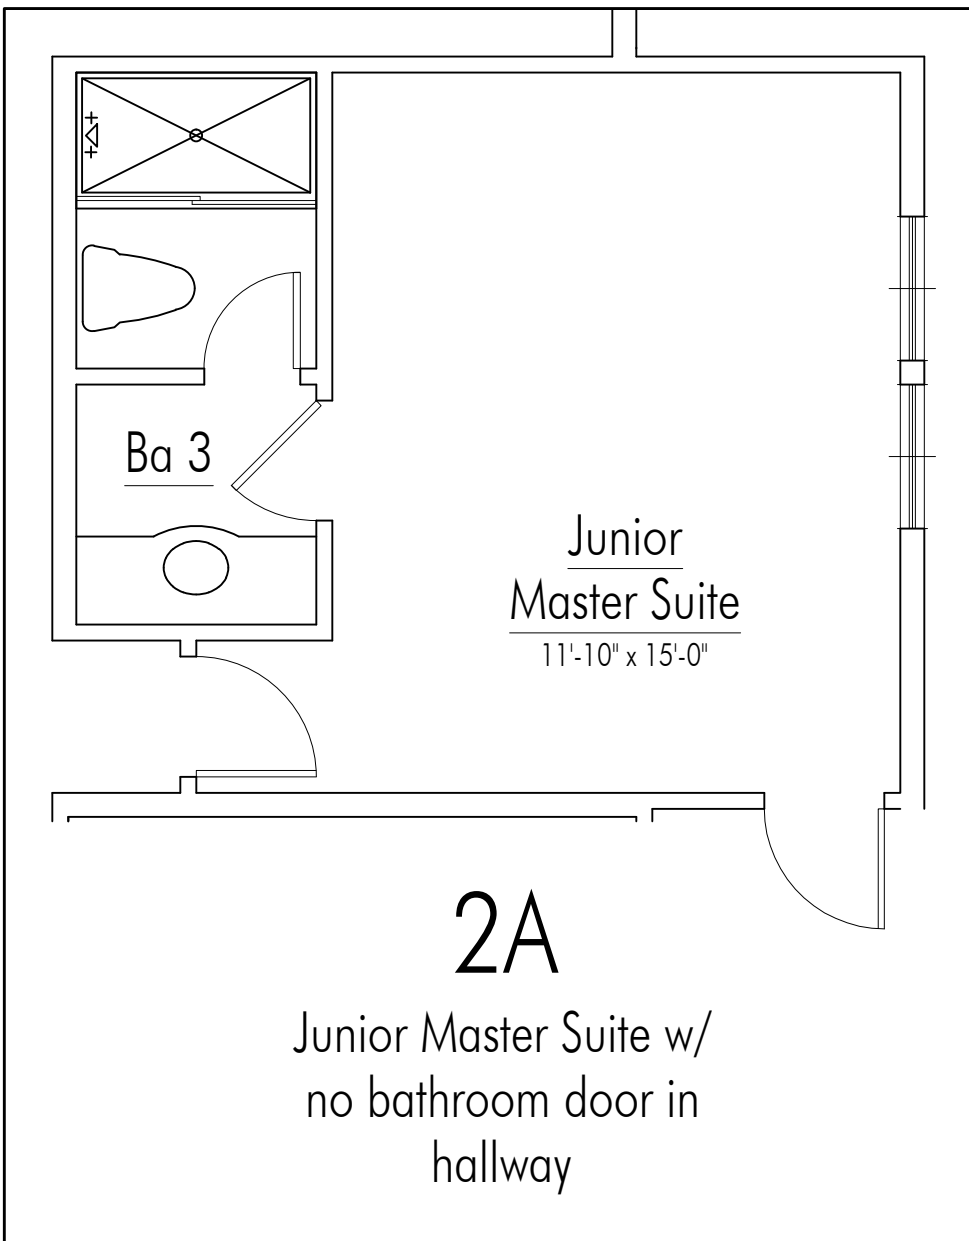 Ba 3
Junior
Master Suite
11'-10" x 15'-0"
2A
Junior Master Suite w/
no bathroom door in
hallway